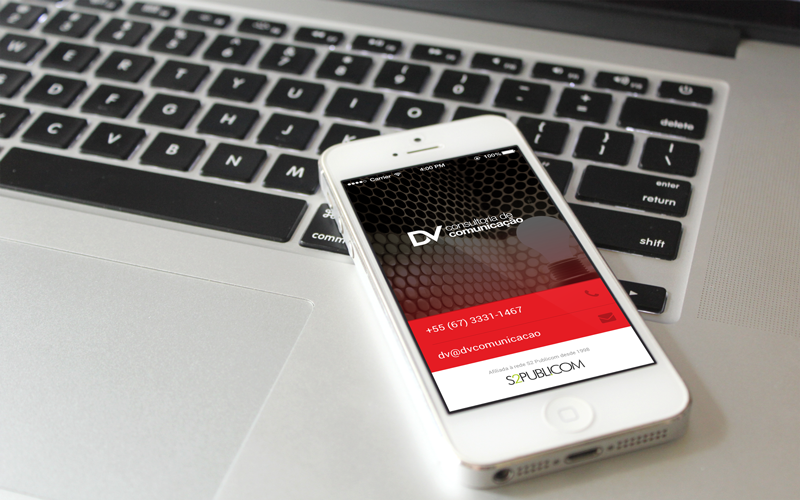 W E R T Y U I O
D F G H J
C V B N M
delete
enter
return
shift
comm
Carrier 4:00 PM 100%
DV consultoria de
comunicação
+55 (67) 3331-1467
dv@dvcomunicacao
Afiliada à rede S2 Publicom desde 1998
S2PUBLICOM